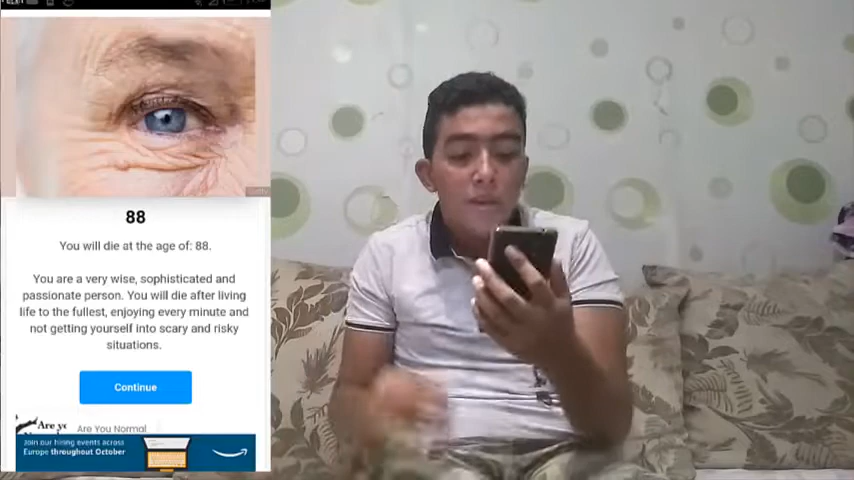 88
You will die at the age of: 88.
You are a very wise, sophisticated and
passionate person. You will die after living
life to the fullest, enjoying every minute and
not getting yourself into scary and risky
situations.
Continue
Are yo
Are You Normal
Join our hiring events across
Europe throughout October